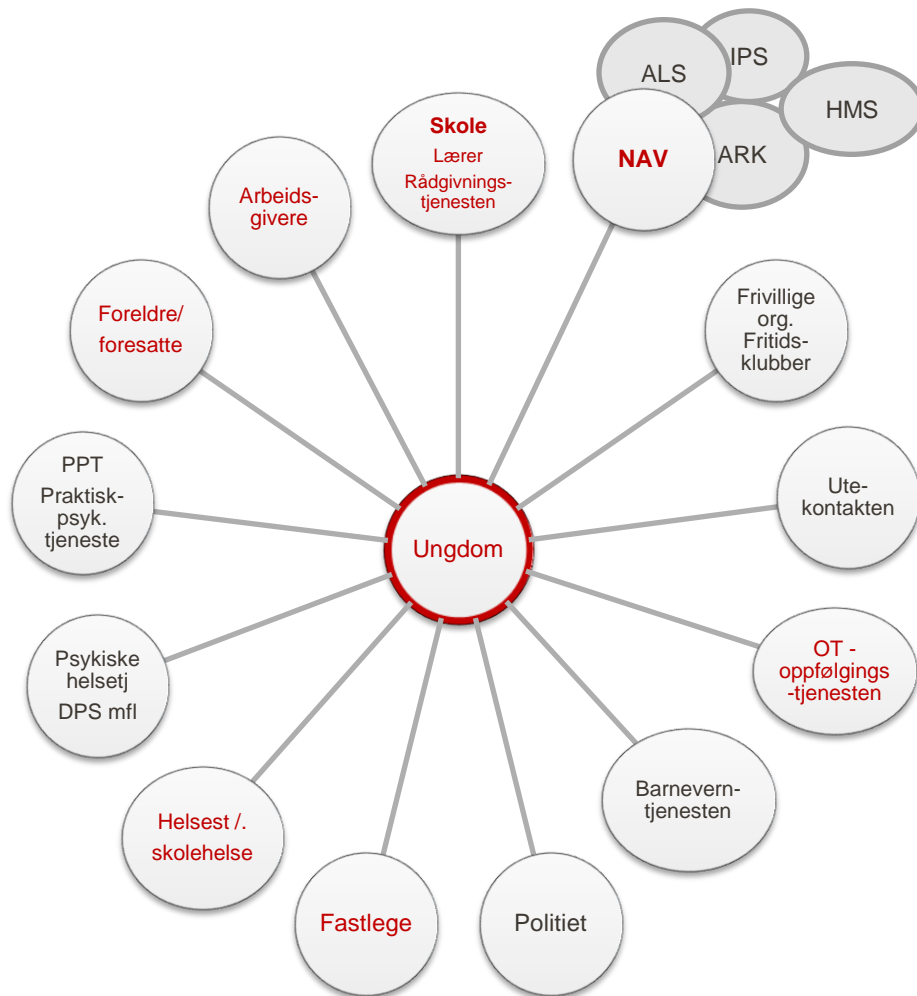 IPS
ALS
HMS
ARK
NAV
Skole
Lærer
Rådgivnings-
tjenesten
Arbeids-
givere
Foreldre/
foresatte
Frivillige
org.
Fritids-
klubber
PPT
Praktisk-
psyk.
tjeneste
Ute-
kontakten
Ungdom
Psykiske
helsetj
DPS mfl
OT -
oppfølgings
-tjenesten
Barnevern-
tjenesten
Helsest /.
skolehelse
Fastlege
Politiet